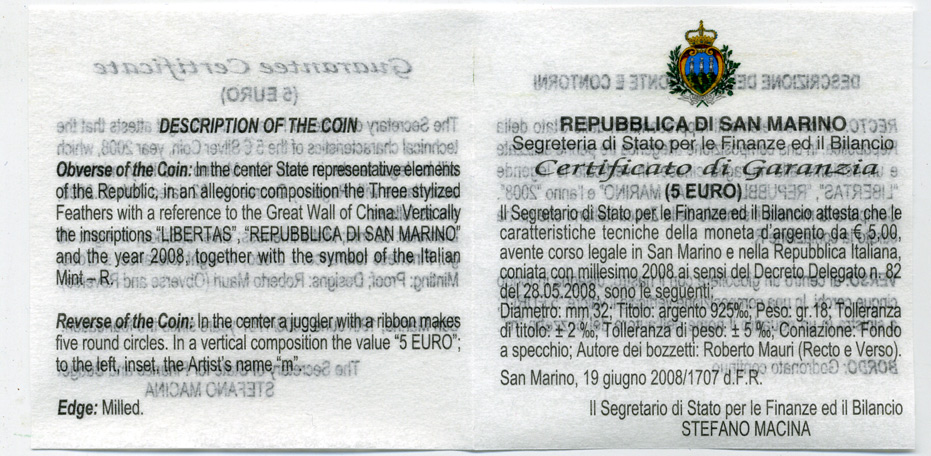 DESCRIPTION OF THE COIN
Obverse of the Coin: In the center State representative elements
of the Republic, in an allegoric composition the Three stylized
Feathers with a reference to the Great Wall of China. Vertically
the inscriptions “LIBERTAS”, “REPUBBLICA DI SAN MARINO”
and the year 2008, together with the symbol of the Italian
Mint – R.
Reverse of the Coin: In the center a juggler with a ribbon makes
five round circles. In a vertical composition the value “5 EURO”;
to the left, inset, the Artist’s name “m”.
Edge: Milled.
REPUBBLICA DI SAN MARINO
Segreteria di Stato per le Finanze ed il Bilancio
Certificato di Garanzia
(5 EURO)
Il Segretario di Stato per le Finanze ed il Bilancio attesta che le
caratteristiche tecniche della moneta d’argento da € 5,00,
avente corso legale in San Marino e nella Repubblica Italiana,
coniata con millesimo 2008 ai sensi del Decreto Delegato n. 82
del 28.05.2008, sono le seguenti:
Diametro: mm 32; Titolo: argento 925‰; Peso: gr.18; Tolleranza
di titolo: ± 2 ‰, Tolleranza di peso: ± 5 ‰; Coniazione: Fondo
a specchio; Autore dei bozzetti: Roberto Mauri (Recto e Verso).
San Marino, 19 giugno 2008/1707 d.F.R.
Il Segretario di Stato per le Finanze ed il Bilancio
STEFANO MACINA